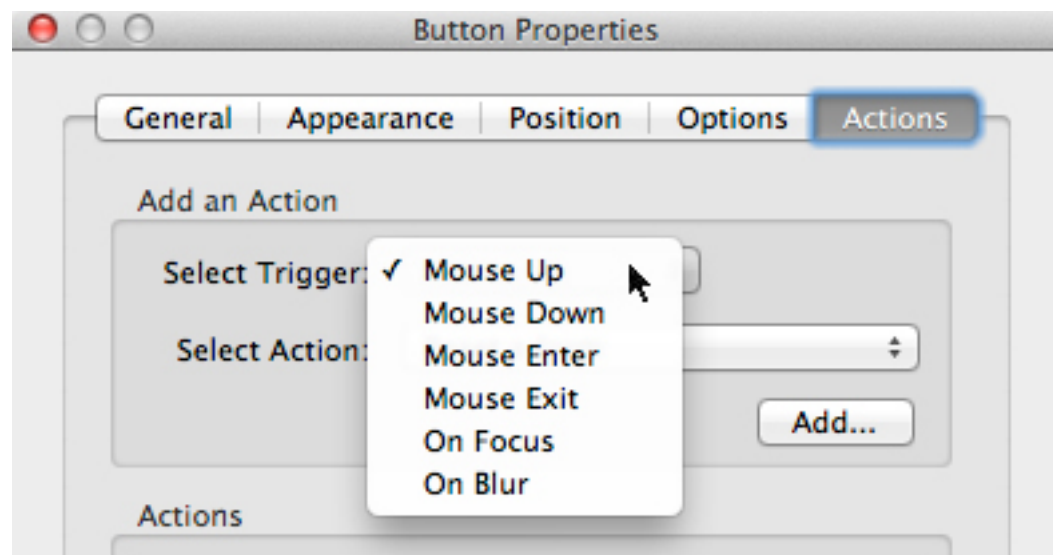 Button Properties
General Appearance Position Options Actions
Add an Action
Select Trigger: ✓ Mouse Up
Mouse Down
Select Action: Mouse Enter
Mouse Exit
Add...
On Focus
On Blur
Actions